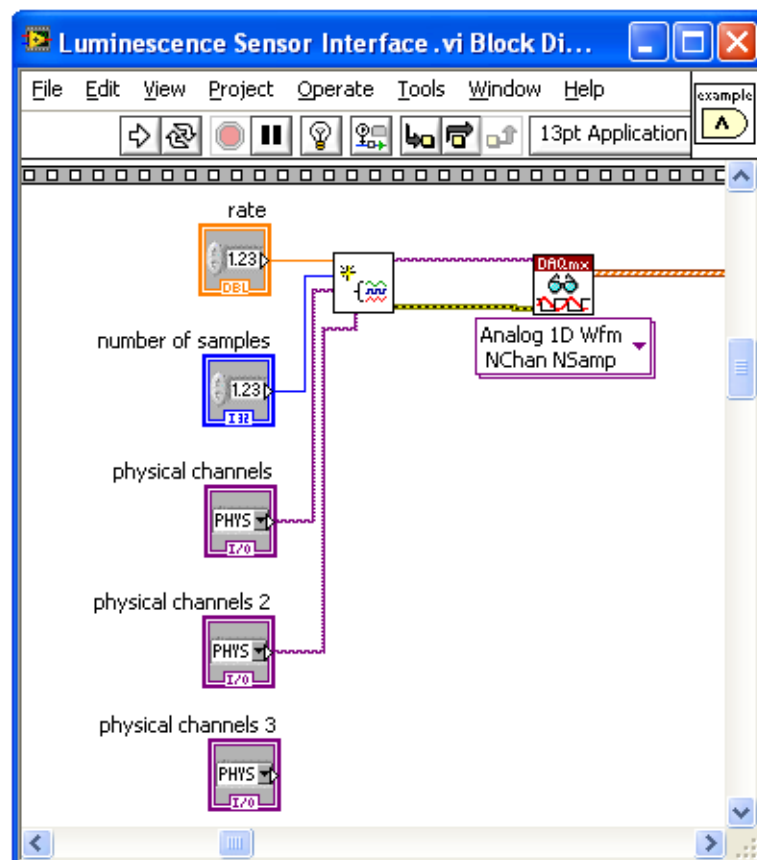 Luminescence Sensor Interface.vi Block Di...
File Edit View Project Operate Tools Window Help
example
13pt Application
rate
1.23
DBL
DAQmx
number of samples
Analog 1D Wfm
NChan NSamp
1.23
I32
physical channels
PHYS
I/O
physical channels 2
PHYS
I/O
physical channels 3
PHYS
I/O